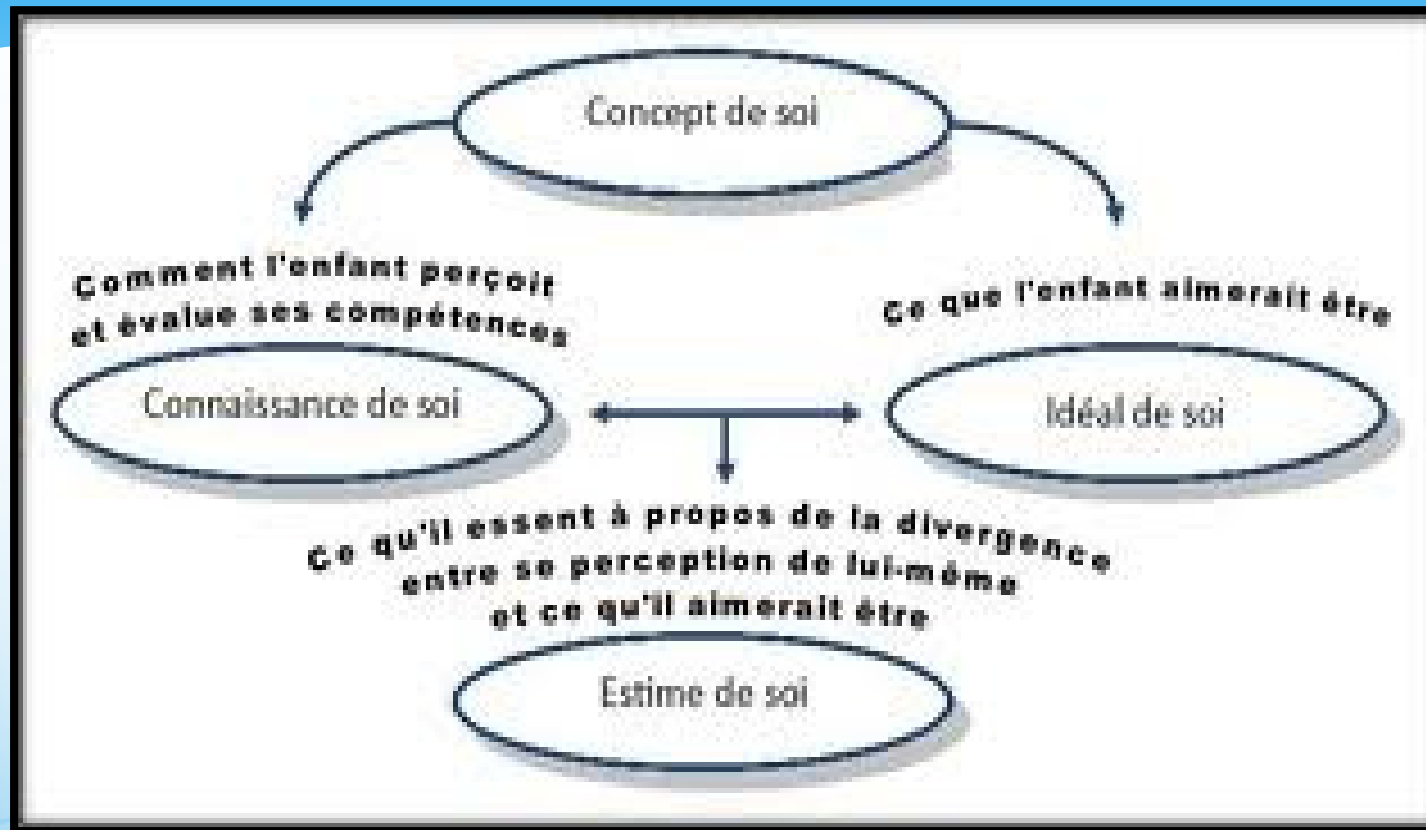 Concept de soi
Comment l'enfant perçoit
et évalue ses compétences
Ce que l'enfant aimerait être
Connaissance de soi
Idéal de soi
Ce qu'il essent à propos de la divergence
entre se perception de lui-même
et ce qu'il aimerait être
Estime de soi